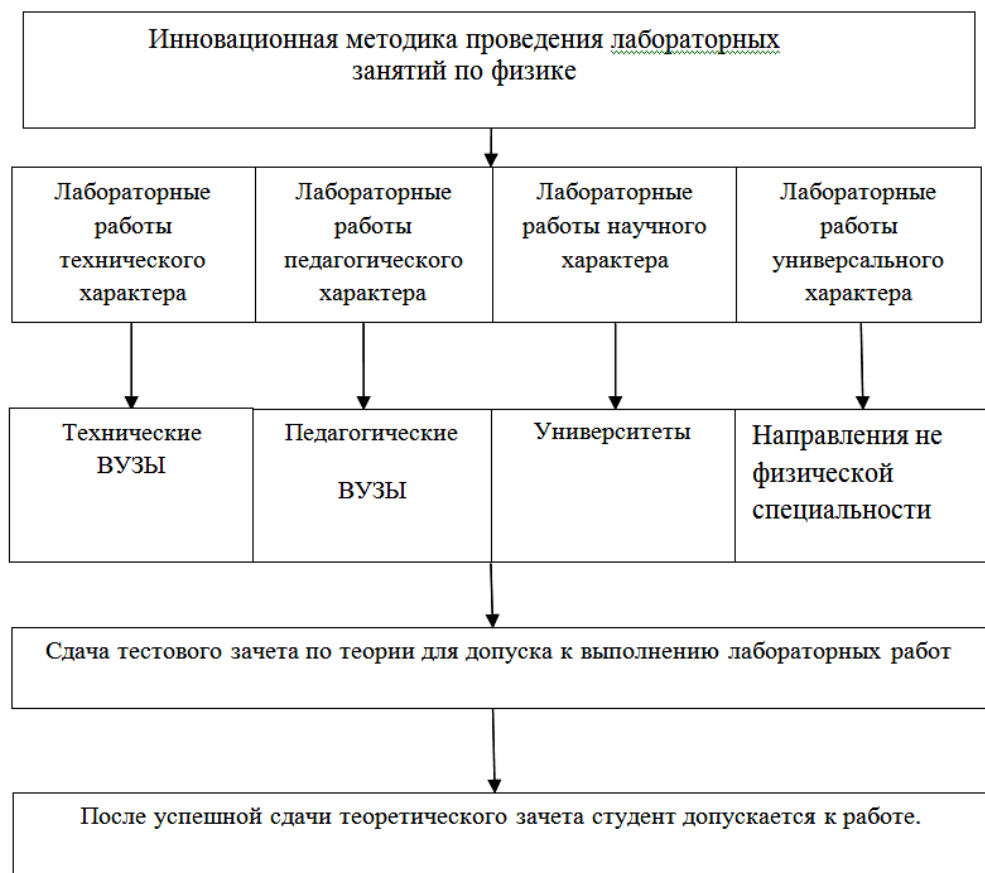 Инновационная методика проведения лабораторных
занятий по физике
Лабораторные
работы
технического
характера
Лабораторные
работы
педагогического
характера
Лабораторные
работы научного
характера
Лабораторные
работы
универсального
характера
Технические
ВУЗЫ
Педагогические
ВУЗЫ
Университеты
Направления не
физической
специальности
Сдача тестового зачета по теории для допуска к выполнению лабораторных работ
После успешной сдачи теоретического зачета студент допускается к работе.